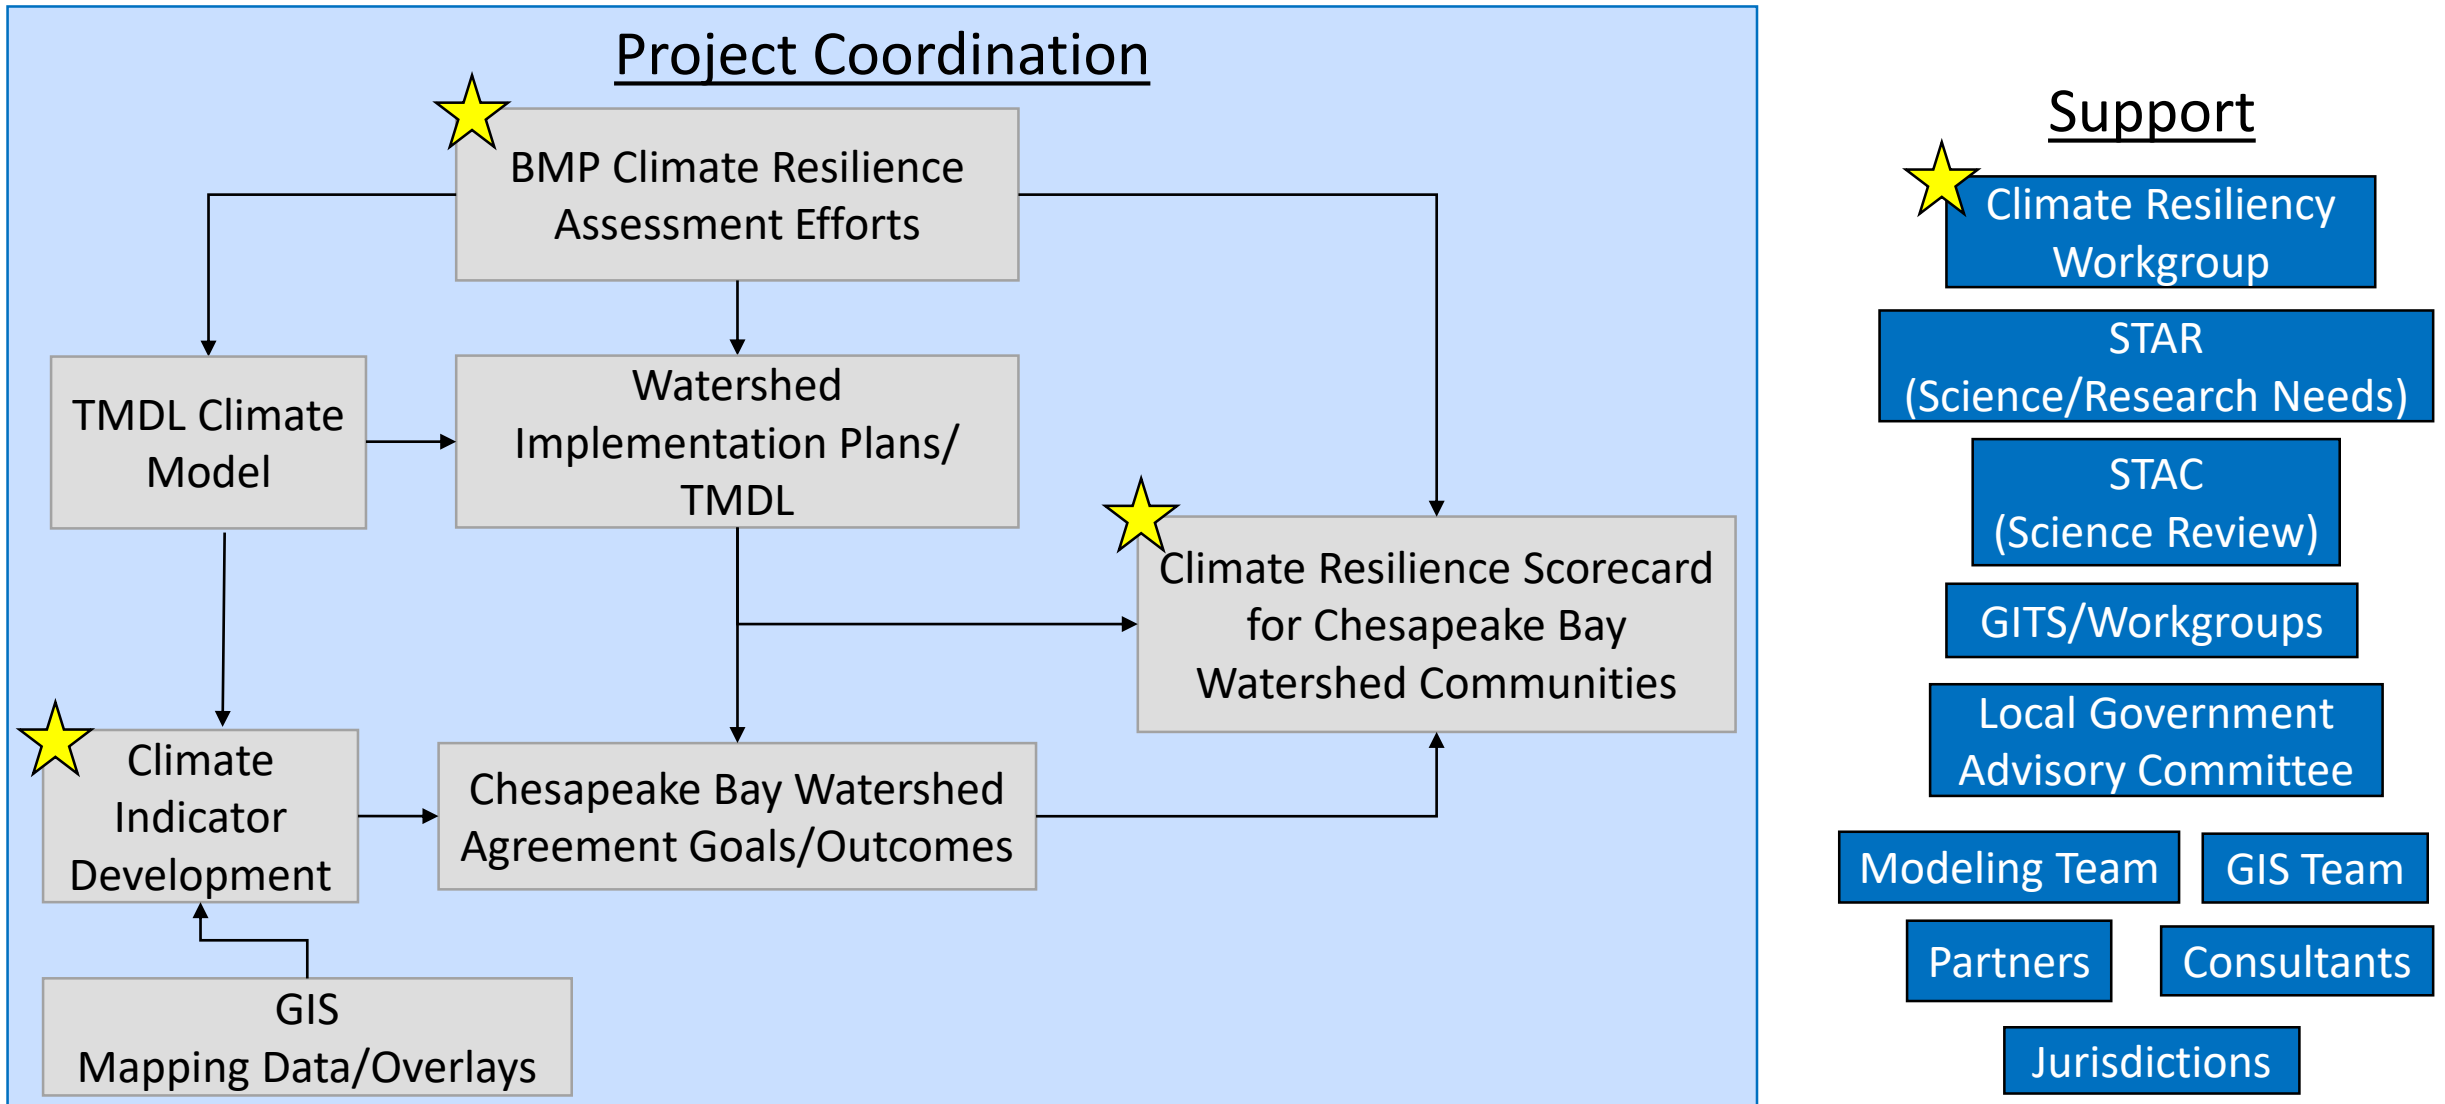 Project Coordination
BMP Climate Resilience
Assessment Efforts
TMDL Climate
Model
Watershed
Implementation Plans/
TMDL
Climate Resilience Scorecard
for Chesapeake Bay
Watershed Communities
Climate
Indicator
Development
Chesapeake Bay Watershed
Agreement Goals/Outcomes
GIS
Mapping Data/Overlays
Support
Climate Resiliency
Workgroup
STAR
(Science/Research Needs)
STAC
(Science Review)
GITS/Workgroups
Local Government
Advisory Committee
Modeling Team
GIS Team
Partners
Consultants
Jurisdictions